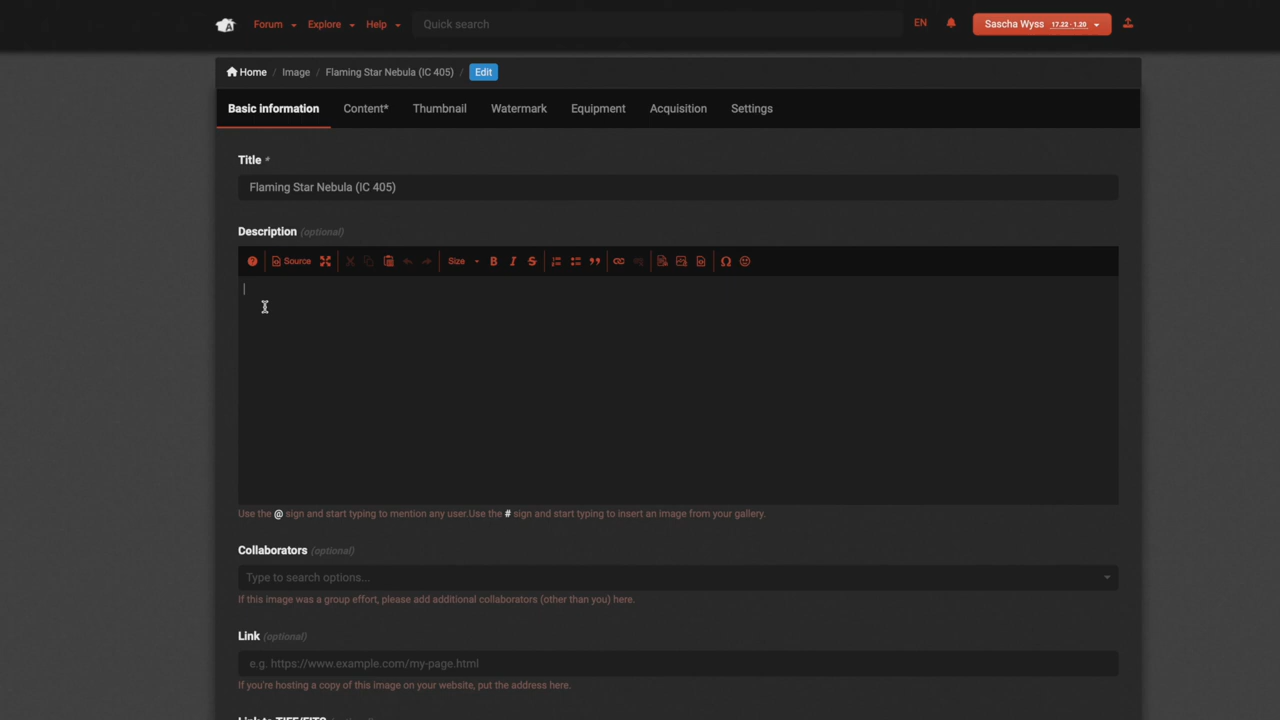 Forum Explore Help Quick search EN Sascha Wyss 17.22 - 1.20
Home / Image / Flaming Star Nebula (IC 405) / Edit
Basic information Content* Thumbnail Watermark Equipment Acquisition Settings
Title *
Flaming Star Nebula (IC 405)
Description (optional)
Source Size B I S
Use the @ sign and start typing to mention any user.Use the # sign and start typing to insert an image from your gallery.
Collaborators (optional)
Type to search options...
If this image was a group effort, please add additional collaborators (other than you) here.
Link (optional)
e.g. https://www.example.com/my-page.html
If you're hosting a copy of this image on your website, put the address here.
Link to TIFF/FITS (optional)